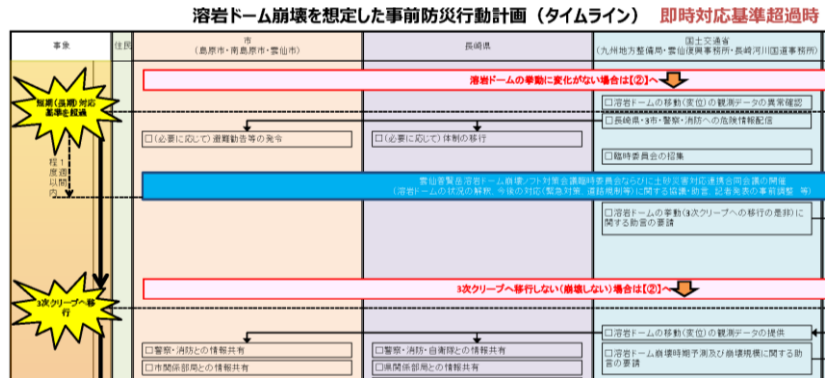 溶岩ドーム崩壊を想定した事前防災行動計画（タイムライン） 即時対応基準超過時
事象
住民
市
（島原市・南島原市・雲仙市）
長崎県
国土交通省
（九州地方整備局・雲仙復興事務所・長崎河川国道事務所）
溶岩ドームの挙動に変化がない場合は【②】へ
短期（長期）対応
基準を超過
□溶岩ドームの移動（変位）の観測データの異常確認
□長崎県・3市・警察・消防への危険情報配信
□（必要に応じて）避難勧告等の発令
□（必要に応じて）体制の移行
□臨時委員会の招集
1週間以内
程度
雲仙普賢岳溶岩ドーム崩壊ソフト対策会議臨時委員会ならびに土砂災害対応連携合同会議の開催
（溶岩ドームの状況の解釈、今後の対応（緊急対策、道路規制等）に関する協議・助言、記者発表の事前調整 等）
□溶岩ドームの挙動（3次クリープへの移行の是非）に
関する助言の要請
3次クリープへ移行しない（崩壊しない）場合は【②】へ
3次クリープへ移
行
□溶岩ドームの移動（変位）の観測データの提供
□警察・消防との情報共有
□警察・消防・自衛隊との情報共有
□溶岩ドーム崩壊時期予測及び崩壊規模に関する助
言の要請
□市関係部局との情報共有
□県関係部局との情報共有